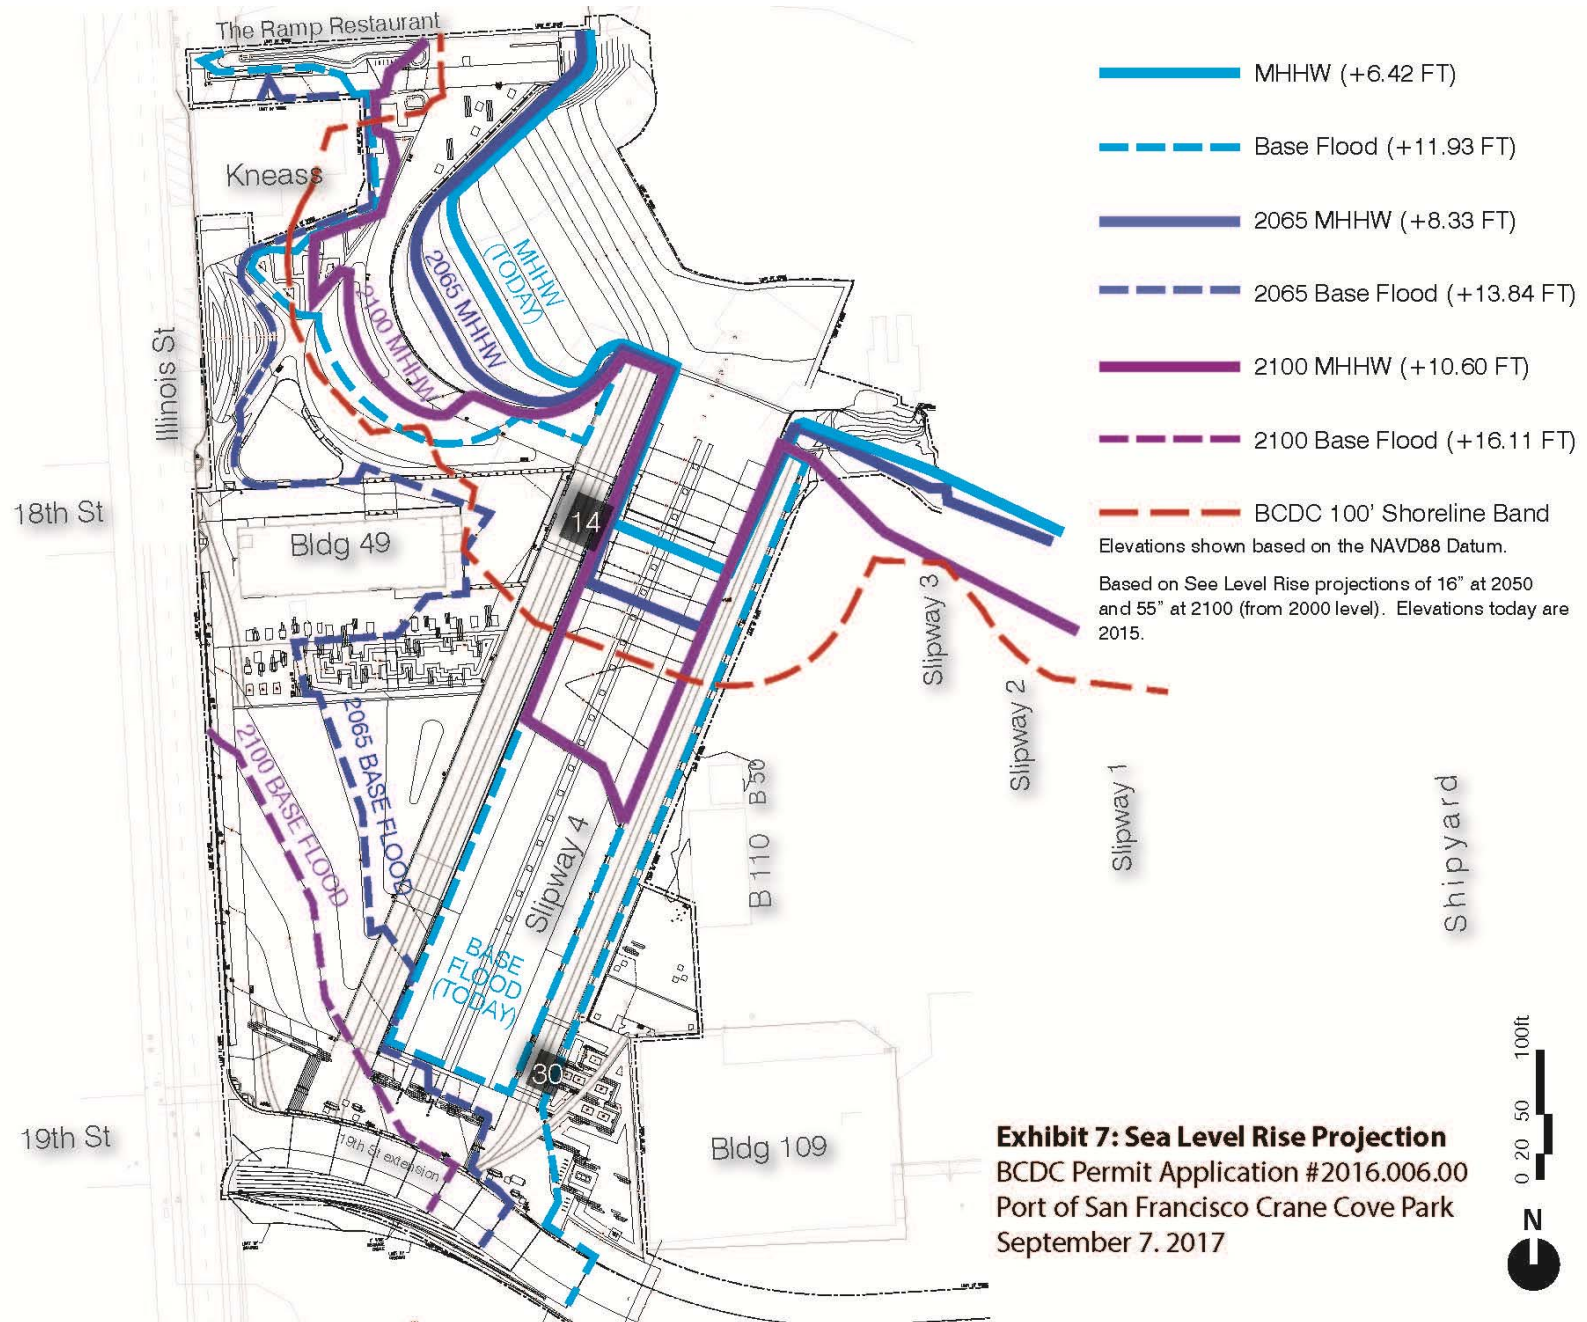 The Ramp Restaurant
Kneass
Illinois St
18th St
19th St
Bldg 49
14
30
MHHW
(TODAY)
2065 MHHW
2100 MHHW
2065 BASE FLOOD
2100 BASE FLOOD
BASE
FLOOD
(TODAY)
Slipway 4
19th St extension
B 50
B 110
Bldg 109
Slipway 3
Slipway 2
Slipway 1
Shipyard
MHHW (+6.42 FT)
Base Flood (+11.93 FT)
2065 MHHW (+8.33 FT)
2065 Base Flood (+13.84 FT)
2100 MHHW (+10.60 FT)
2100 Base Flood (+16.11 FT)
BCDC 100' Shoreline Band
Elevations shown based on the NAVD88 Datum.
Based on See Level Rise projections of 16" at 2050
and 55" at 2100 (from 2000 level). Elevations today are
2015.
Exhibit 7: Sea Level Rise Projection
BCDC Permit Application #2016.006.00
Port of San Francisco Crane Cove Park
September 7. 2017
0 20 50 100ft
N